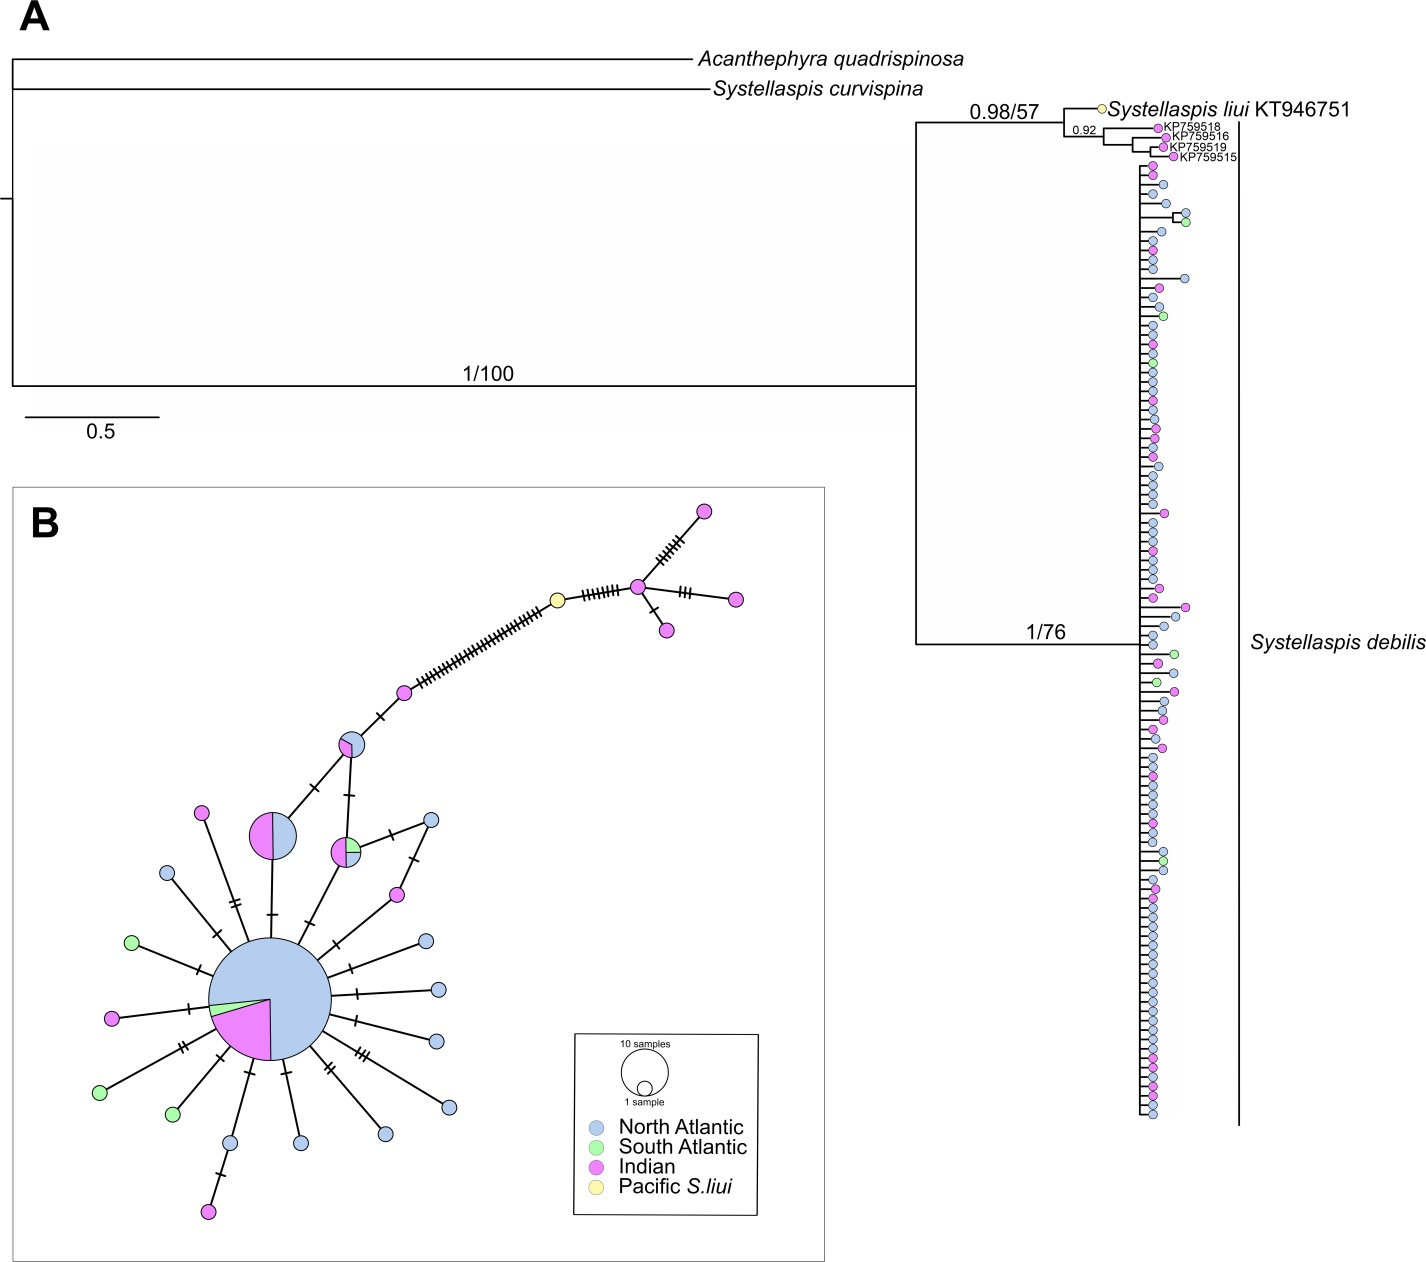 A
Acanthephyra quadrispinosa
Systellaspis curvispina
0.98/57
Systellaspis liui KT946751
0.92
KP759518
KP759516
KP759519
KP759515
1/100
0.5
1/76
Systellaspis debilis
B
10 samples
1 sample
North Atlantic
South Atlantic
Indian
Pacific S.liui